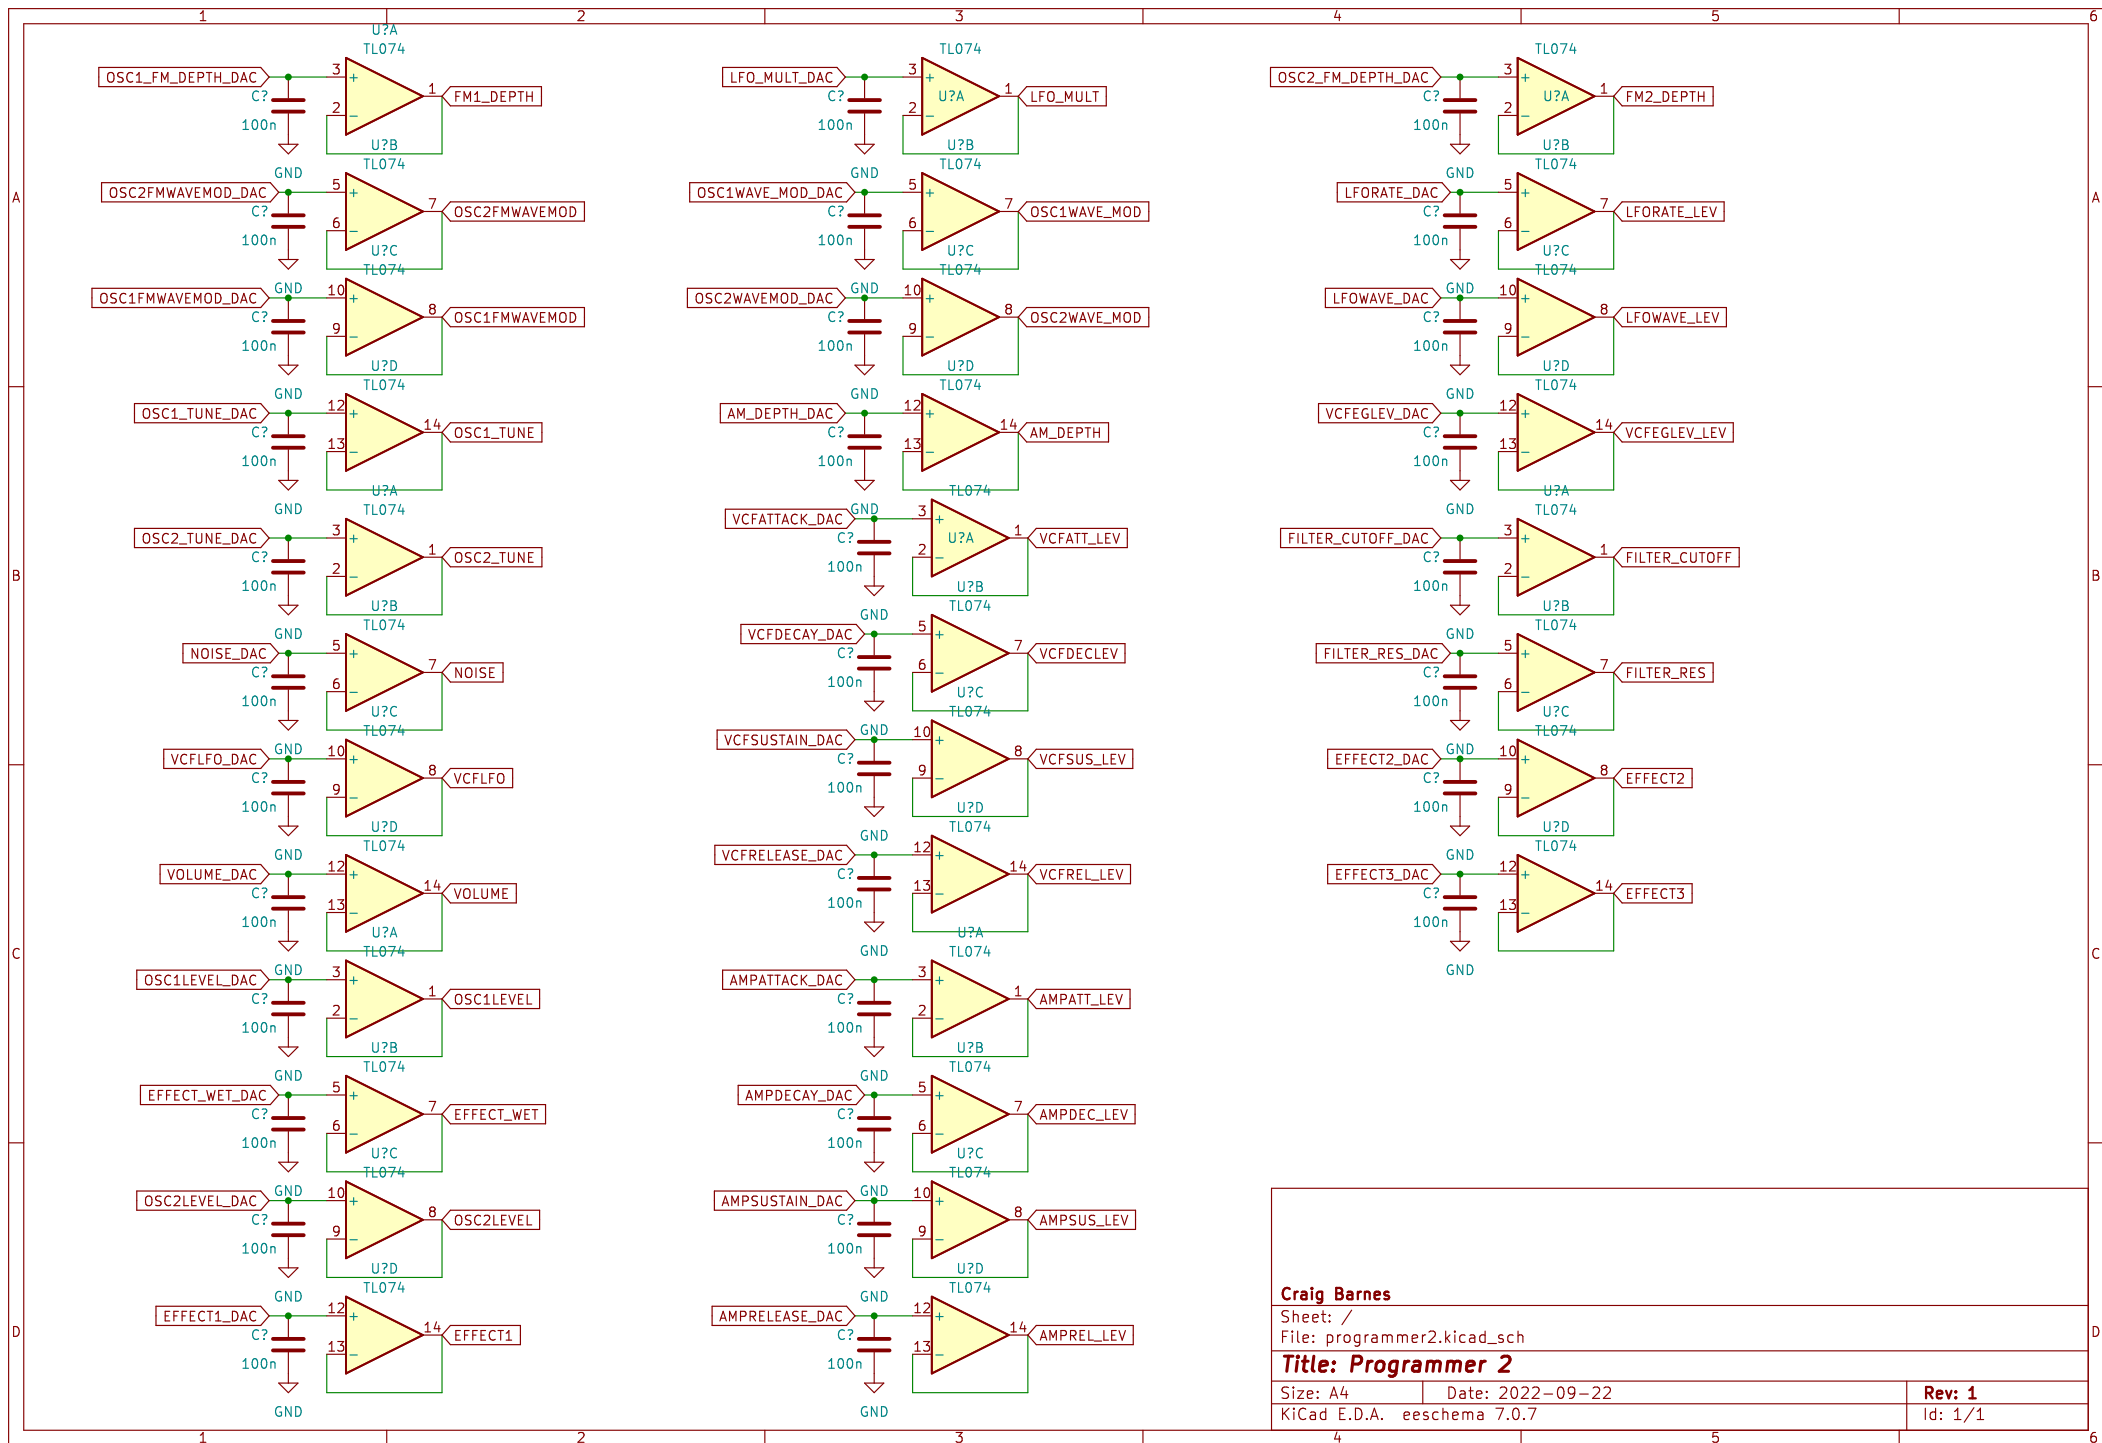 1 2 3 4 5 6
U?A
TL074
OSC1_FM_DEPTH_DAC 3 + 1 FM1_DEPTH
C? 2 −
100n
GND
U?B
TL074
OSC2FMWAVEMOD_DAC 5 + 7 OSC2FMWAVEMOD
C? 6 −
100n
GND
U?C
TL074
OSC1FMWAVEMOD_DAC 10 + 8 OSC1FMWAVEMOD
C? 9 −
100n
GND
U?D
TL074
OSC1_TUNE_DAC 12 + 14 OSC1_TUNE
C? 13 −
100n
GND
U?A
TL074
OSC2_TUNE_DAC 3 + 1 OSC2_TUNE
C? 2 −
100n
GND
U?B
TL074
NOISE_DAC 5 + 7 NOISE
C? 6 −
100n
GND
U?C
TL074
VCFLFO_DAC 10 + 8 VCFLFO
C? 9 −
100n
GND
U?D
TL074
VOLUME_DAC 12 + 14 VOLUME
C? 13 −
100n
GND
U?A
TL074
OSC1LEVEL_DAC 3 + 1 OSC1LEVEL
C? 2 −
100n
GND
U?B
TL074
EFFECT_WET_DAC 5 + 7 EFFECT_WET
C? 6 −
100n
GND
U?C
TL074
OSC2LEVEL_DAC 10 + 8 OSC2LEVEL
C? 9 −
100n
GND
U?D
TL074
EFFECT1_DAC 12 + 14 EFFECT1
C? 13 −
100n
GND
TL074
LFO_MULT_DAC 3 + 1 LFO_MULT
C? U?A 2 −
100n
GND
U?B
TL074
OSC1WAVE_MOD_DAC 5 + 7 OSC1WAVE_MOD
C? 6 −
100n
GND
U?C
TL074
OSC2WAVEMOD_DAC 10 + 8 OSC2WAVE_MOD
C? 9 −
100n
GND
U?D
TL074
AM_DEPTH_DAC 12 + 14 AM_DEPTH
C? 13 −
100n
GND
TL074
VCFATTACK_DAC 3 + 1 VCFATT_LEV
C? U?A 2 −
100n
GND
U?B
TL074
VCFDECAY_DAC 5 + 7 VCFDECLEV
C? 6 −
100n
GND
U?C
TL074
VCFSUSTAIN_DAC 10 + 8 VCFSUS_LEV
C? 9 −
100n
GND
U?D
TL074
VCFRELEASE_DAC 12 + 14 VCFREL_LEV
C? 13 −
100n
GND
U?A
TL074
AMPATTACK_DAC 3 + 1 AMPATT_LEV
C? 2 −
100n
GND
U?B
TL074
AMPDECAY_DAC 5 + 7 AMPDEC_LEV
C? 6 −
100n
GND
U?C
TL074
AMPSUSTAIN_DAC 10 + 8 AMPSUS_LEV
C? 9 −
100n
GND
U?D
TL074
AMPRELEASE_DAC 12 + 14 AMPREL_LEV
C? 13 −
100n
GND
TL074
OSC2_FM_DEPTH_DAC 3 + 1 FM2_DEPTH
C? U?A 2 −
100n
GND
U?B
TL074
LFORATE_DAC 5 + 7 LFORATE_LEV
C? 6 −
100n
GND
U?C
TL074
LFOWAVE_DAC 10 + 8 LFOWAVE_LEV
C? 9 −
100n
GND
U?D
TL074
VCFEGLEV_DAC 12 + 14 VCFEGLEV_LEV
C? 13 −
100n
GND
U?A
TL074
FILTER_CUTOFF_DAC 3 + 1 FILTER_CUTOFF
C? 2 −
100n
GND
U?B
TL074
FILTER_RES_DAC 5 + 7 FILTER_RES
C? 6 −
100n
GND
U?C
TL074
EFFECT2_DAC 10 + 8 EFFECT2
C? 9 −
100n
GND
U?D
TL074
EFFECT3_DAC 12 + 14 EFFECT3
C? 13 −
100n
GND
A A
B B
C C
D D
Craig Barnes
Sheet: /
File: programmer2.kicad_sch
Title: Programmer 2
Size: A4 Date: 2022-09-22 Rev: 1
KiCad E.D.A. eeschema 7.0.7 Id: 1/1
1 2 3 4 5 6